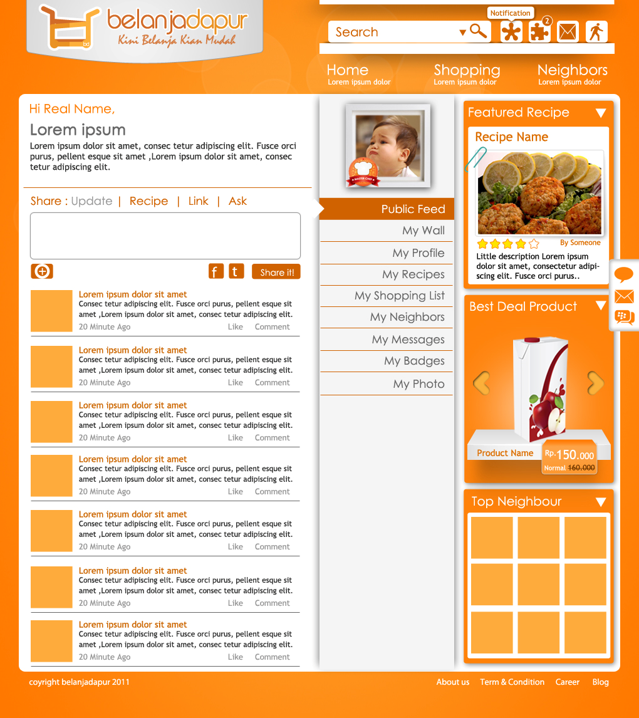 belanjadapur
Kini Belanja Kian Mudah
Notification
Search
2
Home
Lorem ipsum dolor
Shopping
Lorem ipsum dolor
Neighbors
Lorem ipsum dolor
Hi Real Name,
Lorem ipsum
Lorem ipsum dolor sit amet, consec tetur dipiscing elit. Fusce orci
purus, pellent esque sit amet ,Lorem ipsum dolor sit amet, consec
tetur adipiscing elit.
Share : Update | Recipe | Link | Ask
f
t
Share it!
Lorem ipsum dolor sit amet
Consec tetur adipiscing elit. Fusce orci purus, pellent esque sit
amet ,Lorem ipsum dolor sit amet, consec tetur adipiscing elit.
20 Minute Ago Like Comment
Lorem ipsum dolor sit amet
Consec tetur adipiscing elit. Fusce orci purus, pellent esque sit
amet ,Lorem ipsum dolor sit amet, consec tetur adipiscing elit.
20 Minute Ago Like Comment
Lorem ipsum dolor sit amet
Consec tetur adipiscing elit. Fusce orci purus, pellent esque sit
amet ,Lorem ipsum dolor sit amet, consec tetur adipiscing elit.
20 Minute Ago Like Comment
Lorem ipsum dolor sit amet
Consec tetur adipiscing elit. Fusce orci purus, pellent esque sit
amet ,Lorem ipsum dolor sit amet, consec tetur adipiscing elit.
20 Minute Ago Like Comment
Lorem ipsum dolor sit amet
Consec tetur adipiscing elit. Fusce orci purus, pellent esque sit
amet ,Lorem ipsum dolor sit amet, consec tetur adipiscing elit.
20 Minute Ago Like Comment
Lorem ipsum dolor sit amet
Consec tetur adipiscing elit. Fusce orci purus, pellent esque sit
amet ,Lorem ipsum dolor sit amet, consec tetur adipiscing elit.
20 Minute Ago Like Comment
Lorem ipsum dolor sit amet
Consec tetur adipiscing elit. Fusce orci purus, pellent esque sit
amet ,Lorem ipsum dolor sit amet, consec tetur adipiscing elit.
20 Minute Ago Like Comment
Public Feed
My Wall
My Profile
My Recipes
My Shopping List
My Neighbors
My Messages
My Badges
My Photo
Featured Recipe
Recipe Name
By Someone
Little description Lorem ipsum
dolor sit amet, consectetur adipi-
scing elit. Fusce orci purus..
Best Deal Product
Product Name
Rp.150.000
Normal 160.000
Top Neighbour
coyright belanjadapur 2011
About us Term & Condition Career Blog